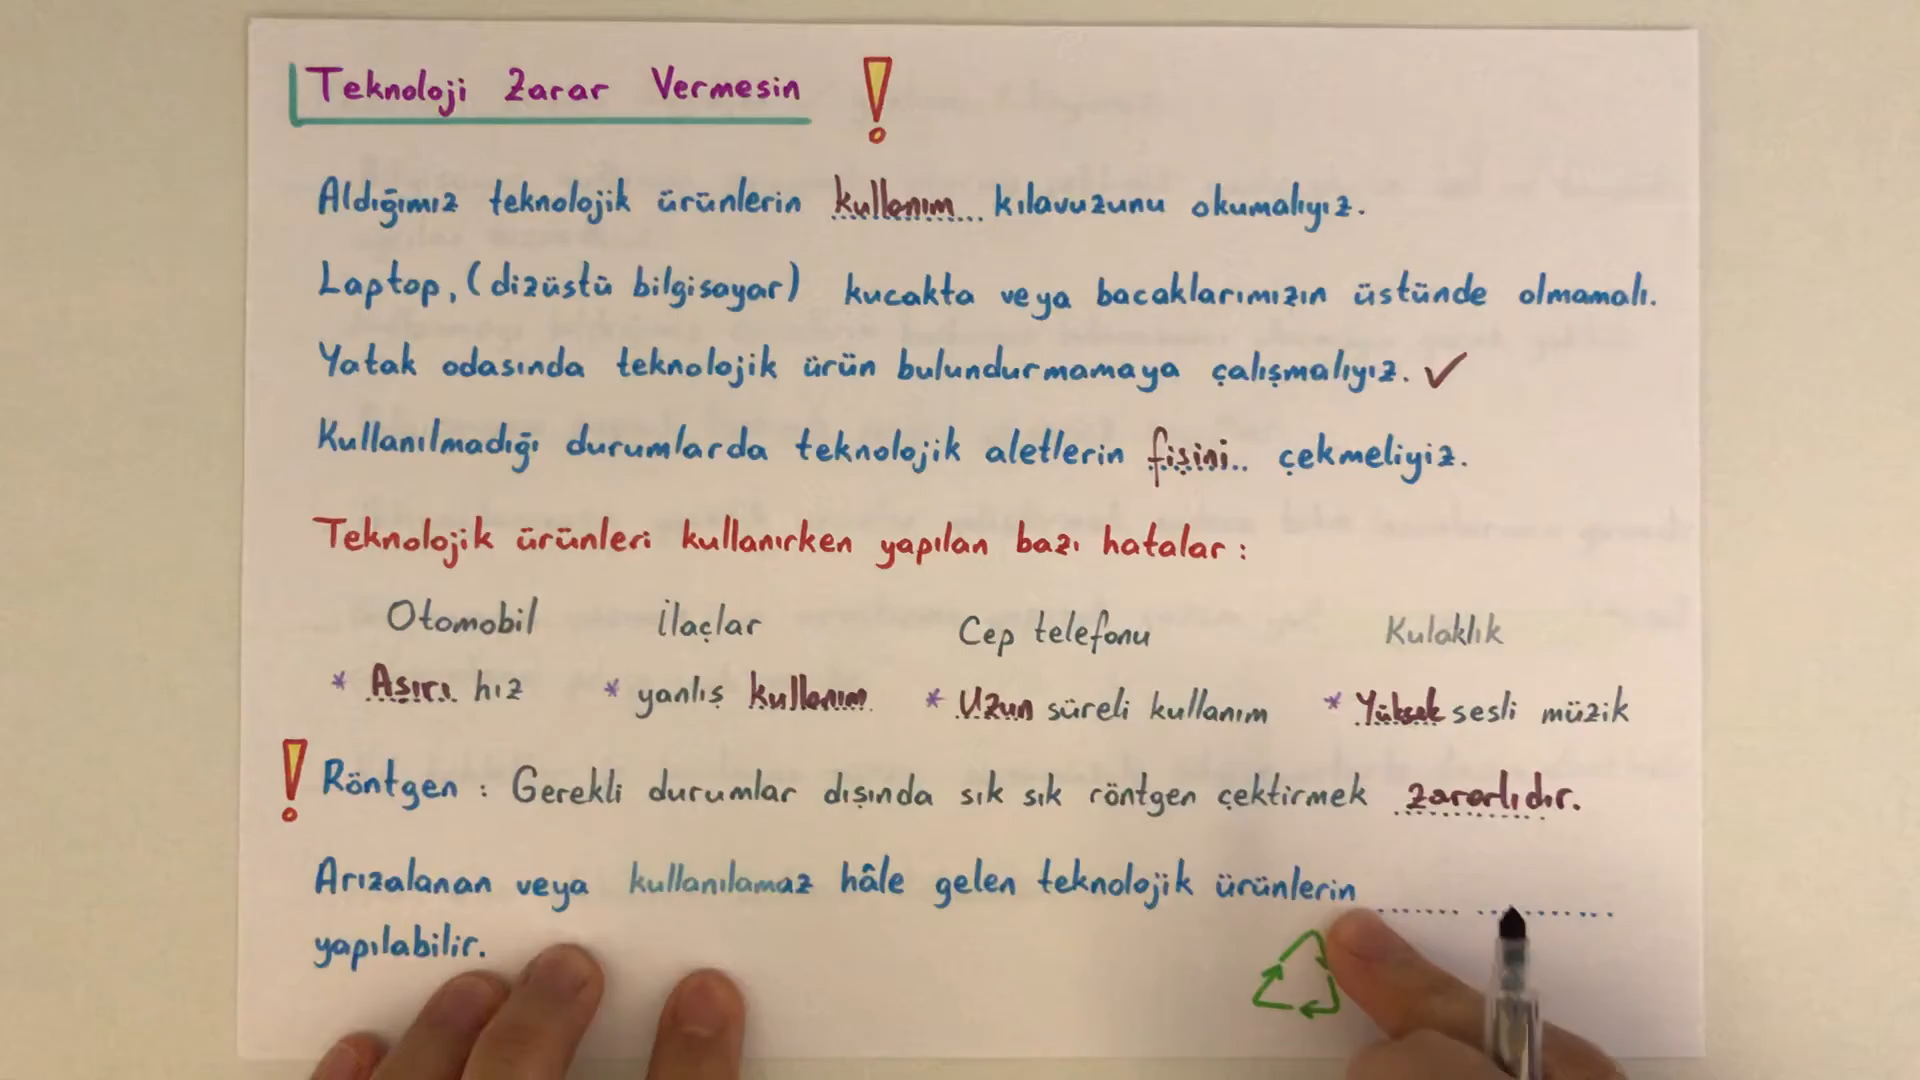 Teknoloji Zarar Vermesin !
Aldığımız teknolojik ürünlerin kullanım... kılavuzunu okumalıyız.
Laptop, (dizüstü bilgisayar) kucakta veya bacaklarımızın üstünde olmamalı.
Yatak odasında teknolojik ürün bulundurmamaya çalışmalıyız. ✓
Kullanılmadığı durumlarda teknolojik aletlerin fişini.. çekmeliyiz.
Teknolojik ürünleri kullanırken yapılan bazı hatalar :
Otomobil İlaçlar Cep telefonu Kulaklık
* Aşırı hız * yanlış kullanım * Uzun süreli kullanım * Yüksek sesli müzik
! Röntgen : Gerekli durumlar dışında sık sık röntgen çektirmek zararlıdır.
Arızalanan veya kullanılamaz hâle gelen teknolojik ürünlerin ...... ..........
yapılabilir.